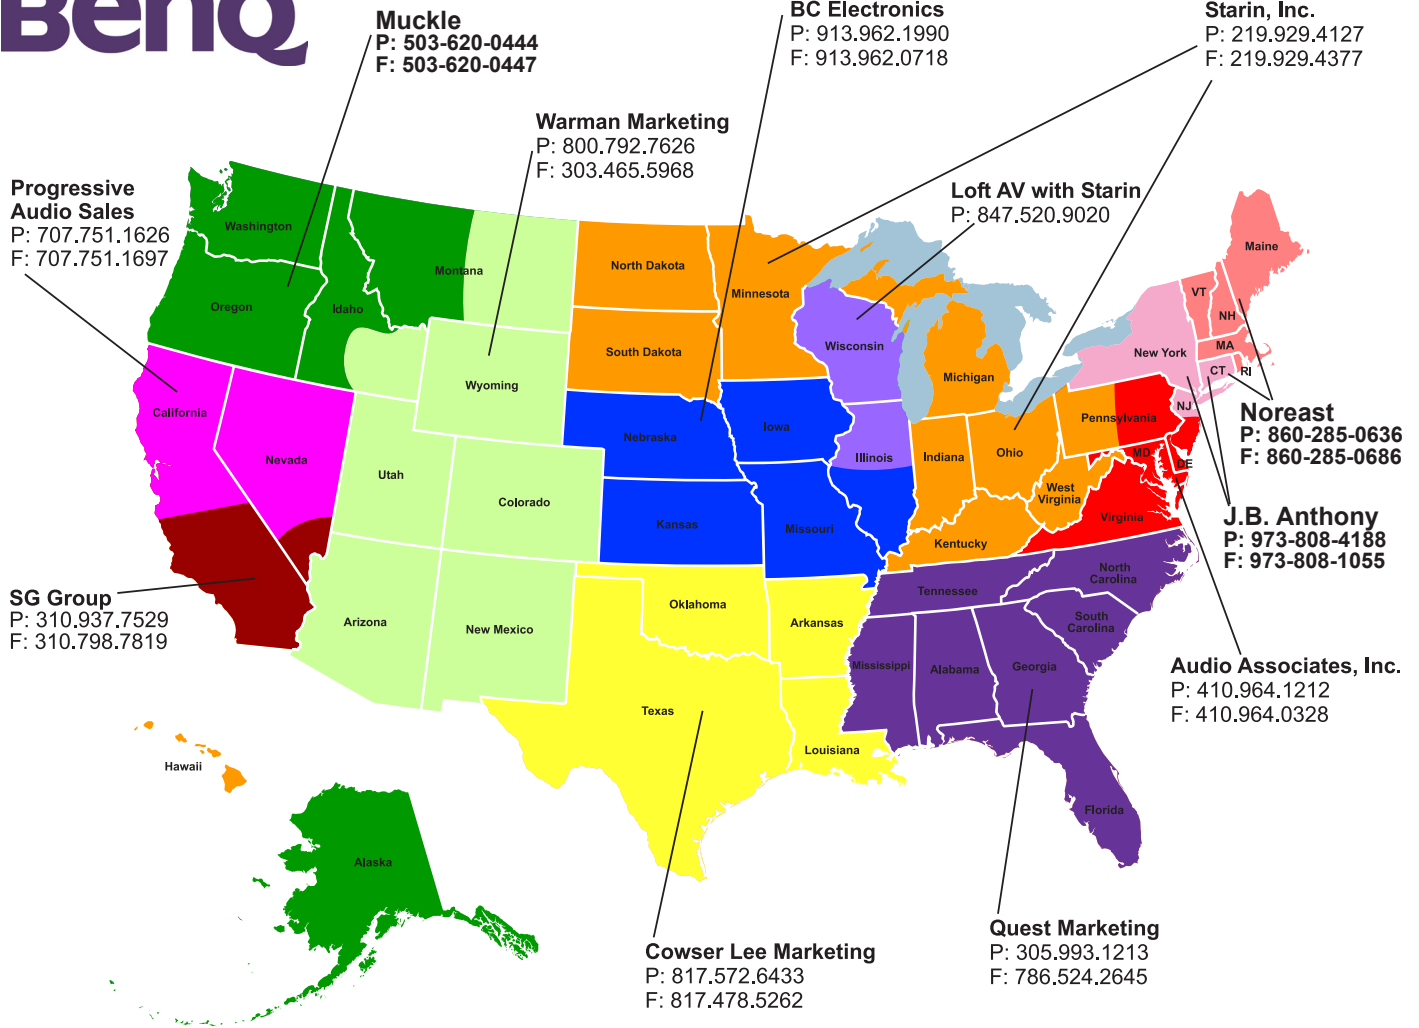 BenQ
Muckle
P: 503-620-0444
F: 503-620-0447
BC Electronics
P: 913.962.1990
F: 913.962.0718
Starin, Inc.
P: 219.929.4127
F: 219.929.4377
Warman Marketing
P: 800.792.7626
F: 303.465.5968
Progressive
Audio Sales
P: 707.751.1626
F: 707.751.1697
Loft AV with Starin
P: 847.520.9020
Washington
Oregon
Idaho
Montana
North Dakota
Minnesota
South Dakota
Wyoming
Wisconsin
Michigan
Maine
VT
NH
MA
New York
CT
RI
NJ
California
Nevada
Utah
Colorado
Nebraska
Iowa
Illinois
Indiana
Ohio
Pennsylvania
MD
DE
West
Virginia
Virginia
Kansas
Missouri
Kentucky
Noreast
P: 860-285-0636
F: 860-285-0686
J.B. Anthony
P: 973-808-4188
F: 973-808-1055
SG Group
P: 310.937.7529
F: 310.798.7819
Arizona
New Mexico
Oklahoma
Arkansas
Tennessee
North
Carolina
South
Carolina
Mississippi
Alabama
Georgia
Texas
Louisiana
Florida
Audio Associates, Inc.
P: 410.964.1212
F: 410.964.0328
Hawaii
Alaska
Cowser Lee Marketing
P: 817.572.6433
F: 817.478.5262
Quest Marketing
P: 305.993.1213
F: 786.524.2645